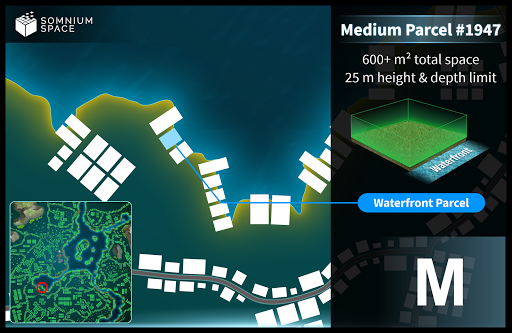 SOMNIUM
SPACE
Medium Parcel #1947
600+ m² total space
25 m height & depth limit
Waterfront
Waterfront Parcel
M